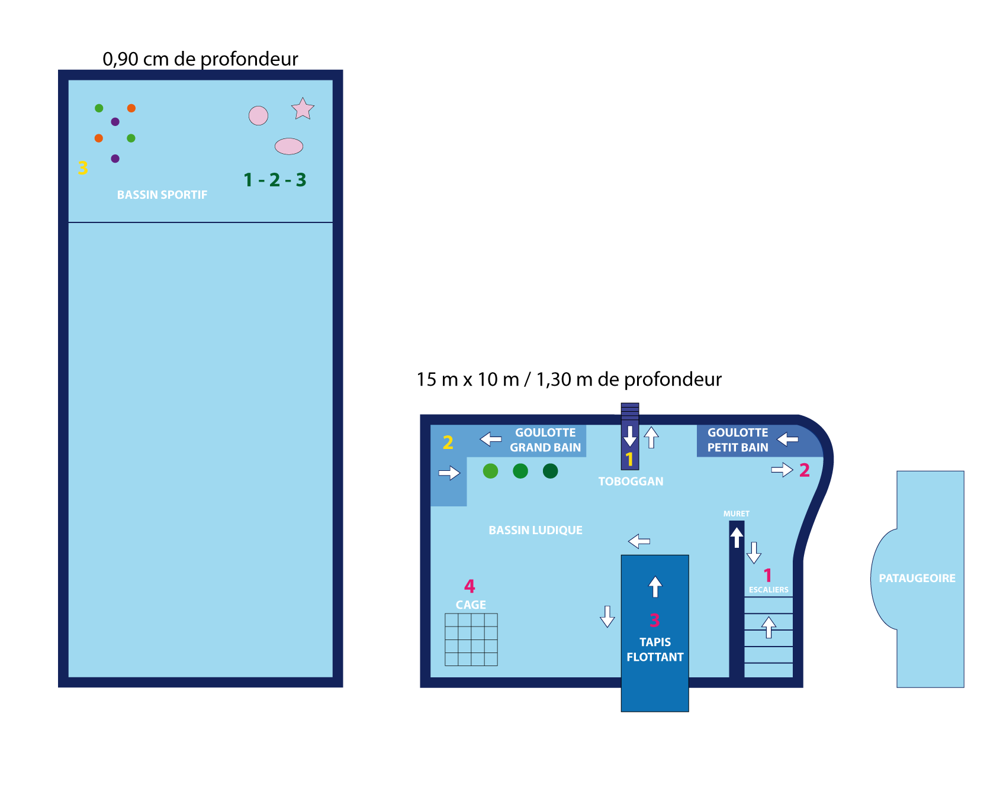 0,90 cm de profondeur
3
1 - 2 - 3
BASSIN SPORTIF
15 m x 10 m / 1,30 m de profondeur
2
GOULOTTE
GRAND BAIN
1
TOBOGGAN
GOULOTTE
PETIT BAIN
2
MURET
BASSIN LUDIQUE
1
ESCALIERS
4
CAGE
3
TAPIS
FLOTTANT
PATAUGEOIRE